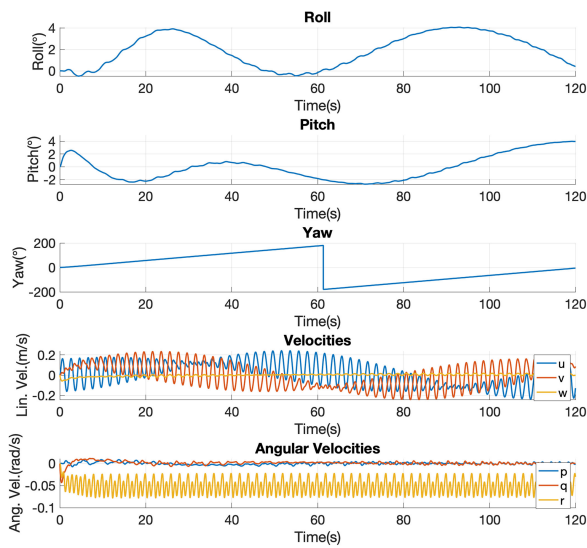 Roll
Roll(°)
4
2
0
0 20 40 60 80 100 120
Time(s)
Pitch
Pitch(°)
4
2
0
-2
0 20 40 60 80 100 120
Time(s)
Yaw
Yaw(°)
200
0
-200
0 20 40 60 80 100 120
Time(s)
Velocities
Lin. Vel.(m/s)
0.2
0
-0.2
u
v
w
0 20 40 60 80 100 120
Time(s)
Angular Velocities
Ang. Vel.(rad/s)
0
-0.05
-0.1
p
q
r
0 20 40 60 80 100 120
Time(s)